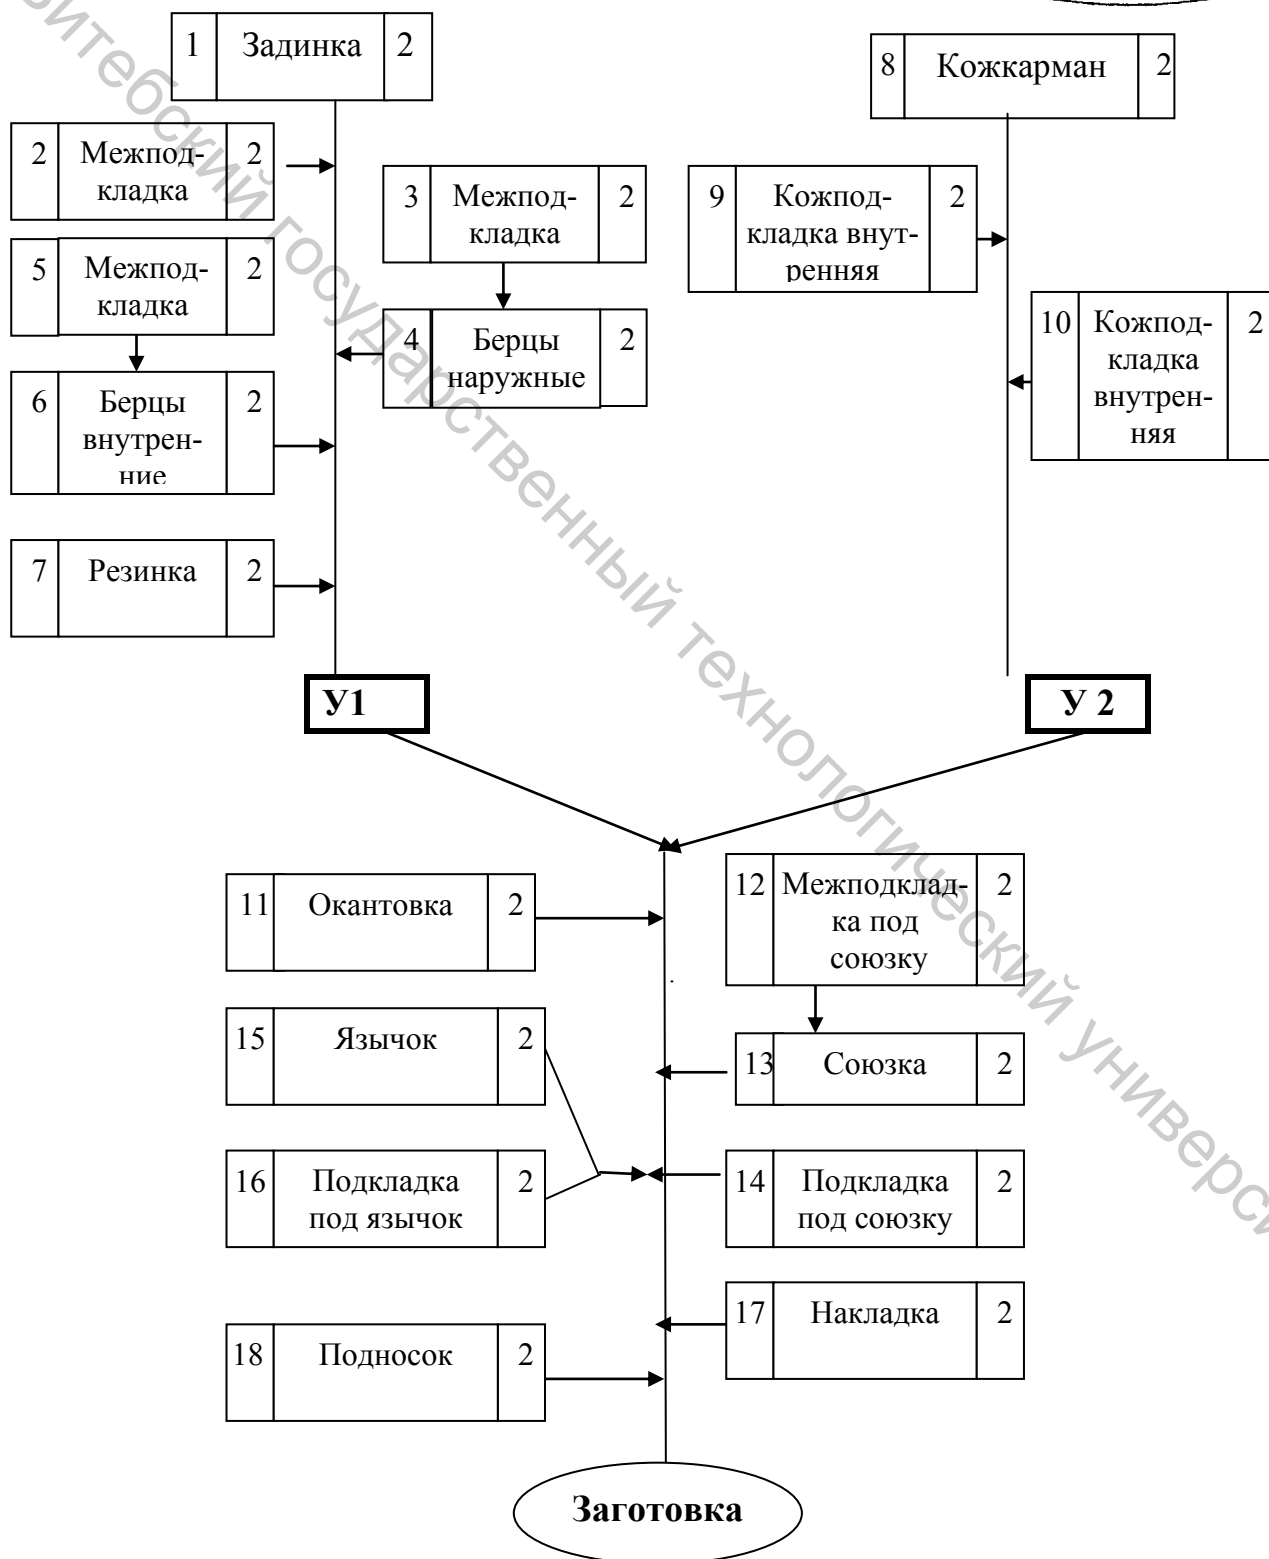 1 Задинка 2
8 Кожкарман 2
2 Межпод- 2
кладка
3 Межпод- 2
кладка
9 Кожпод- 2
кладка внут-
ренняя
5 Межпод- 2
кладка
10 Кожпод- 2
кладка
внутрен-
няя
4 Берцы 2
наружные
6 Берцы 2
внутрен-
ние
7 Резинка 2
У1
У 2
11 Окантовка 2
12 Межподклад- 2
ка под
союзку
15 Язычок 2
13 Союзка 2
16 Подкладка 2
под язычок
14 Подкладка 2
под союзку
17 Накладка 2
18 Подносок 2
Заготовка
государственный технологический